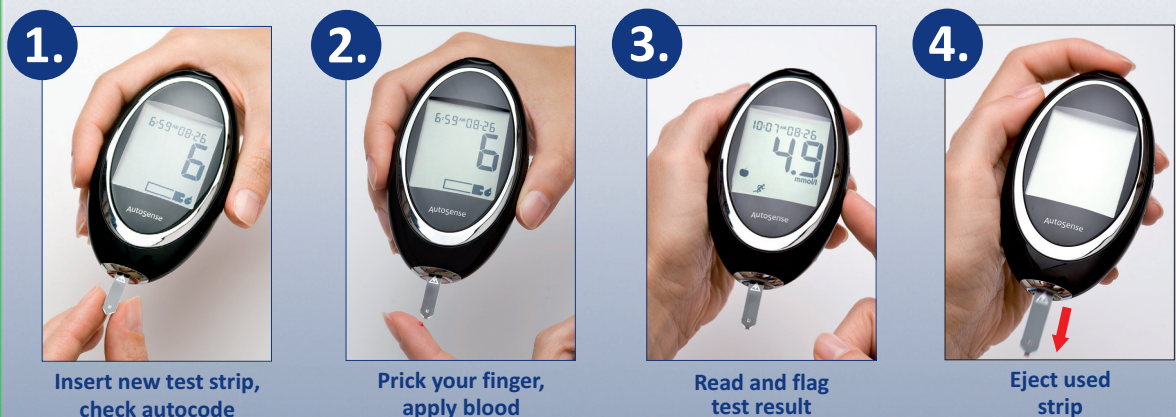 1.
6:59 08-26
6
AutoSense
Insert new test strip,
check autocode
2.
6:59 08-26
6
AutoSense
Prick your finger,
apply blood
3.
10:07 08-26
4.9
mmol/l
AutoSense
Read and flag
test result
4.
AutoSense
Eject used
strip